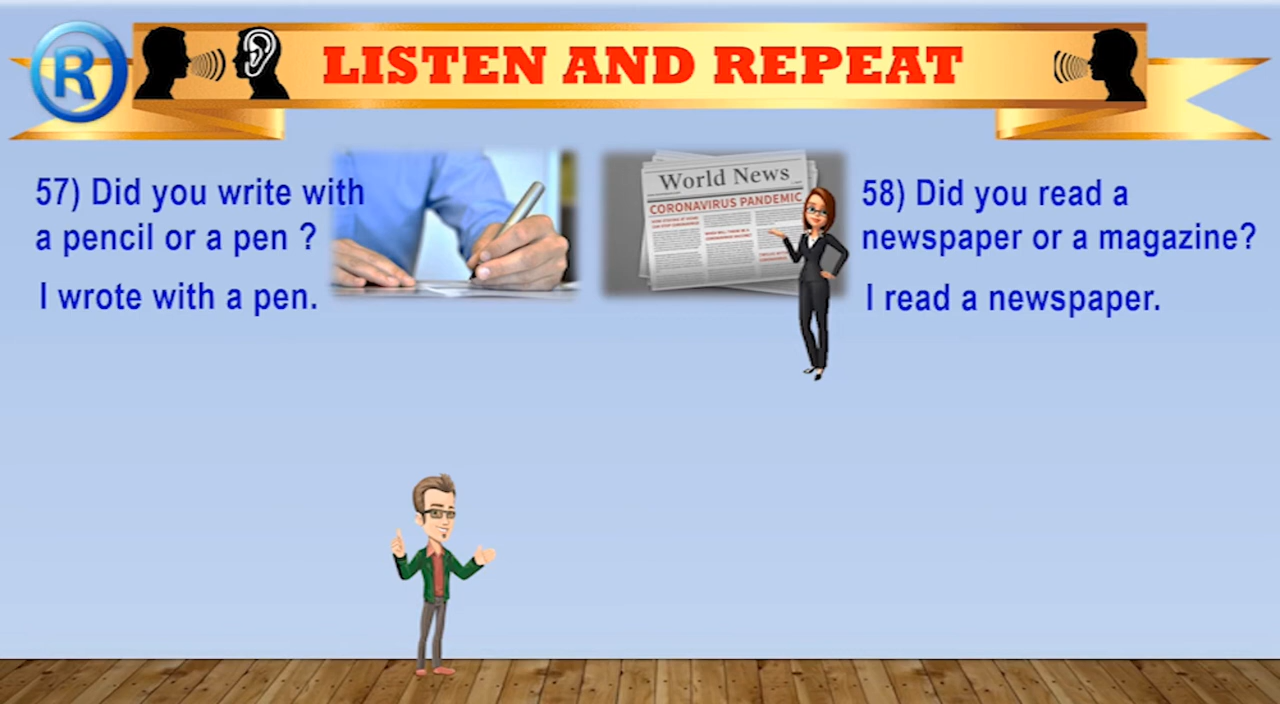 R
LISTEN AND REPEAT
57) Did you write with
a pencil or a pen ?
I wrote with a pen.
World News
CORONAVIRUS PANDEMIC
58) Did you read a
newspaper or a magazine?
I read a newspaper.